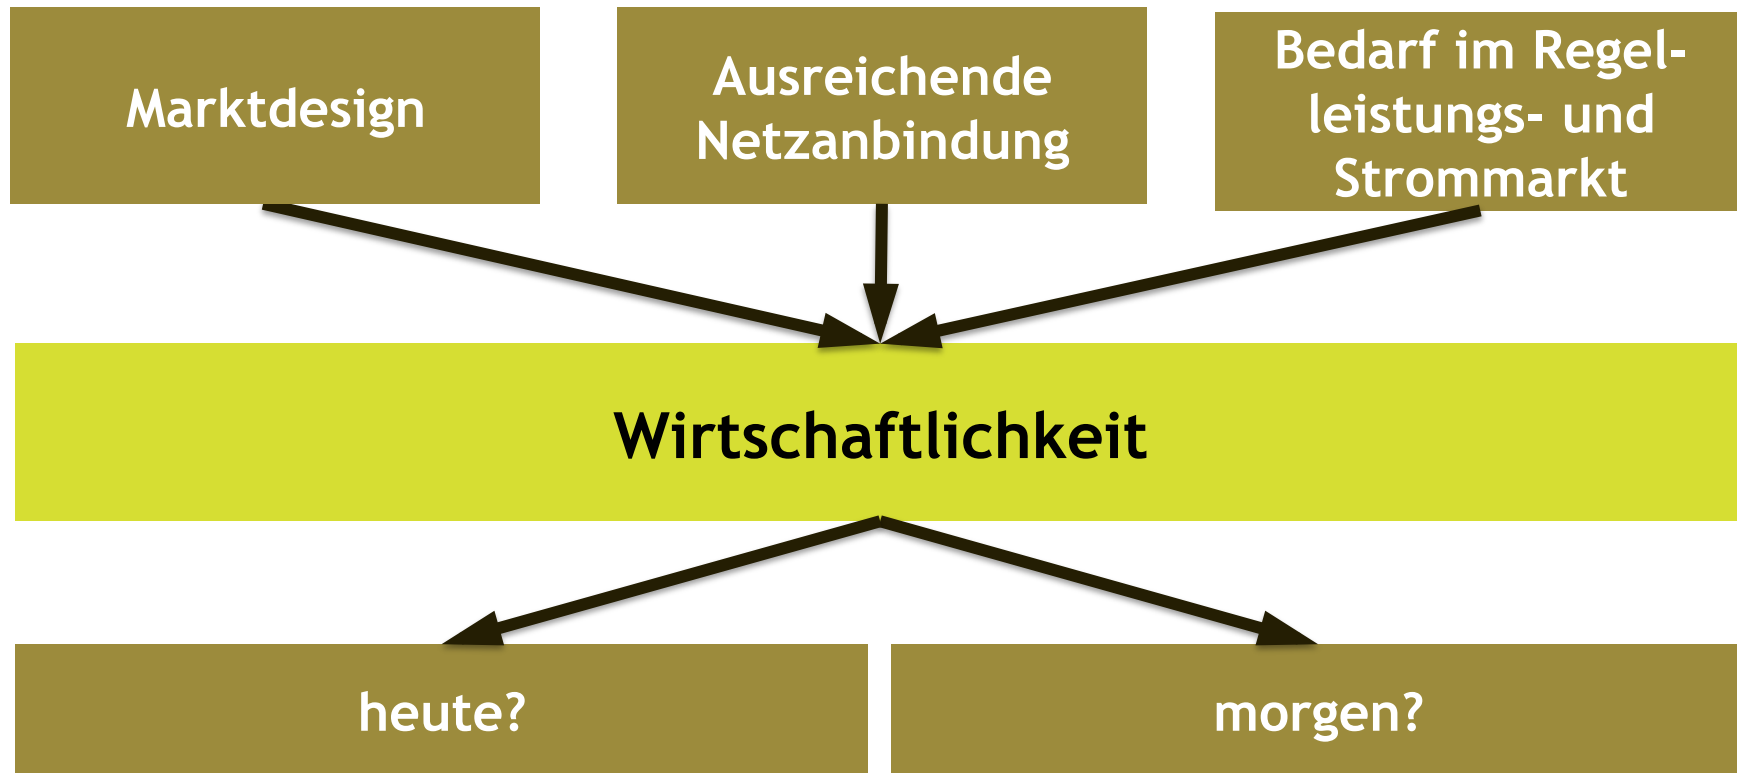 Marktdesign
Ausreichende
Netzanbindung
Bedarf im Regel-
leistungs- und
Strommarkt
Wirtschaftlichkeit
heute?
morgen?